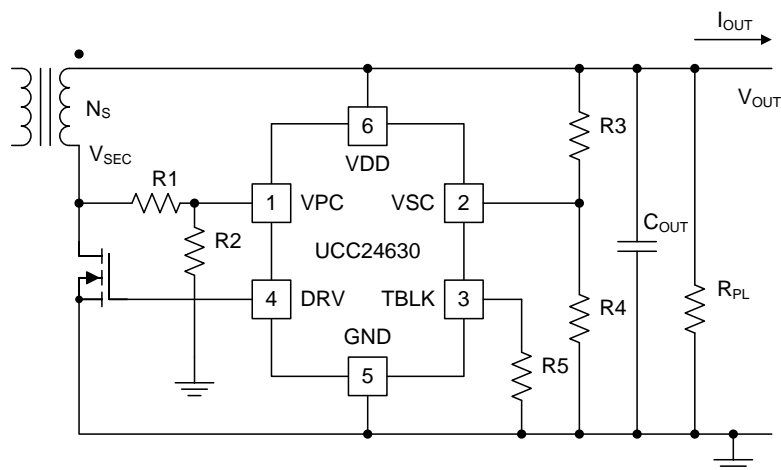 I_OUT
V_OUT
N_S
V_SEC
R1
R2
R3
6
VDD
1
VPC
VSC
2
UCC24630
4
DRV
TBLK
3
GND
5
R5
R4
C_OUT
R_PL